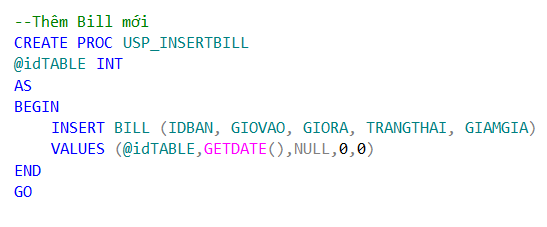 --Thêm Bill mới
CREATE PROC USP_INSERTBILL
@idTABLE INT
AS
BEGIN
    INSERT BILL (IDBAN, GIOVAO, GIORA, TRANGTHAI, GIAMGIA)
    VALUES (@idTABLE,GETDATE(),NULL,0,0)
END
GO